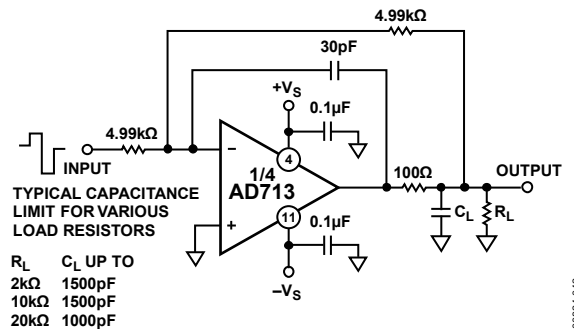 4.99kΩ
30pF
+VS
0.1µF
4.99kΩ
INPUT
–
4
1/4
AD713
100Ω
OUTPUT
+
11
0.1µF
CL
RL
–VS
TYPICAL CAPACITANCE
LIMIT FOR VARIOUS
LOAD RESISTORS
RL CL UP TO
2kΩ 1500pF
10kΩ 1500pF
20kΩ 1000pF